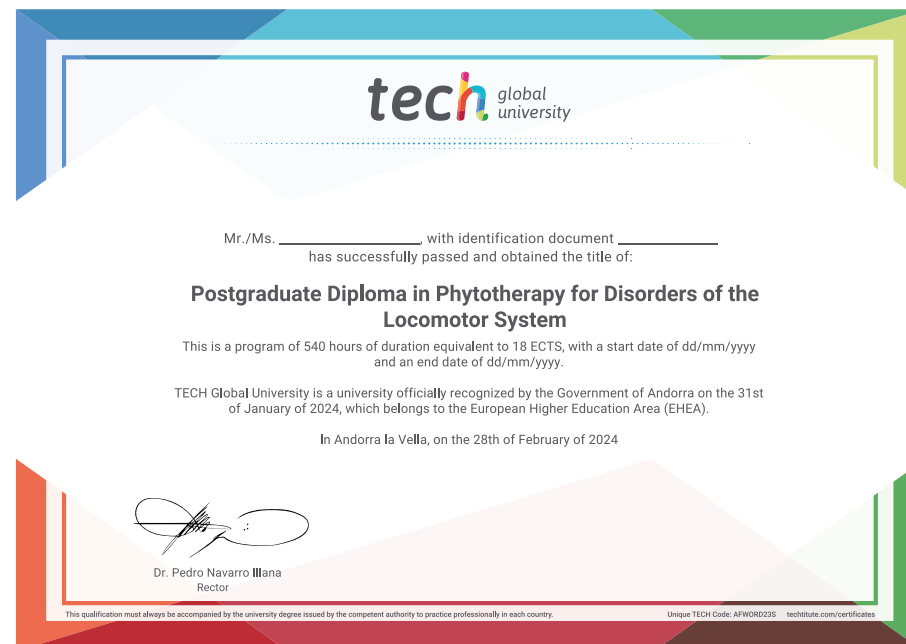 tech global university
Mr./Ms. ____________________, with identification document ______________
has successfully passed and obtained the title of:
Postgraduate Diploma in Phytotherapy for Disorders of the
Locomotor System
This is a program of 540 hours of duration equivalent to 18 ECTS, with a start date of dd/mm/yyyy
and an end date of dd/mm/yyyy.
TECH Global University is a university officially recognized by the Government of Andorra on the 31st
of January of 2024, which belongs to the European Higher Education Area (EHEA).
In Andorra la Vella, on the 28th of February of 2024
Dr. Pedro Navarro Illana
Rector
This qualification must always be accompanied by the university degree issued by the competent authority to practice professionally in each country.
Unique TECH Code: AFWORD23S techtitute.com/certificates